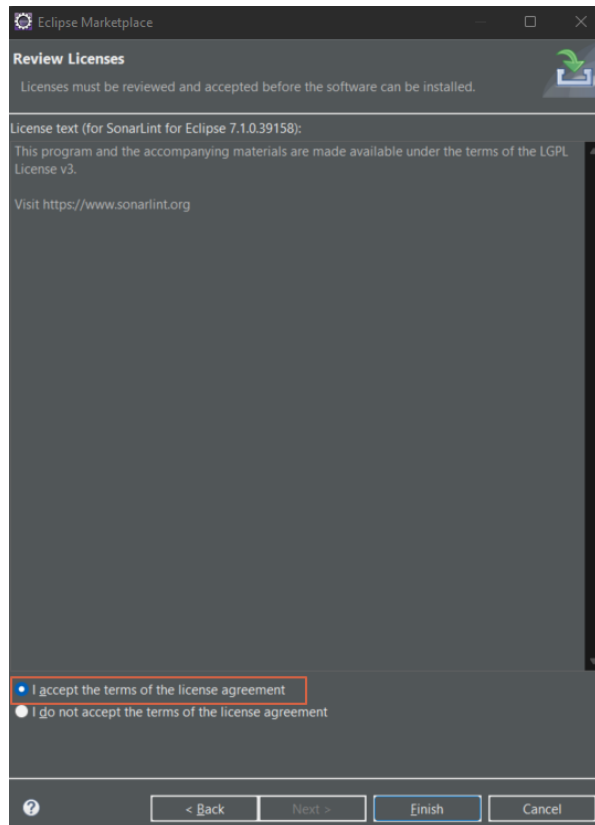 Eclipse Marketplace
Review Licenses
Licenses must be reviewed and accepted before the software can be installed.
License text (for SonarLint for Eclipse 7.1.0.39158):
This program and the accompanying materials are made available under the terms of the LGPL
License v3.
Visit https://www.sonarlint.org
I accept the terms of the license agreement
I do not accept the terms of the license agreement
?
< Back
Next >
Finish
Cancel